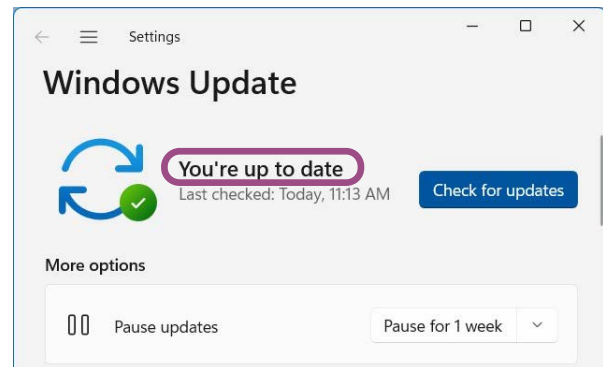 Settings
Windows Update
You're up to date
Last checked: Today, 11:13 AM
Check for updates
More options
Pause updates
Pause for 1 week